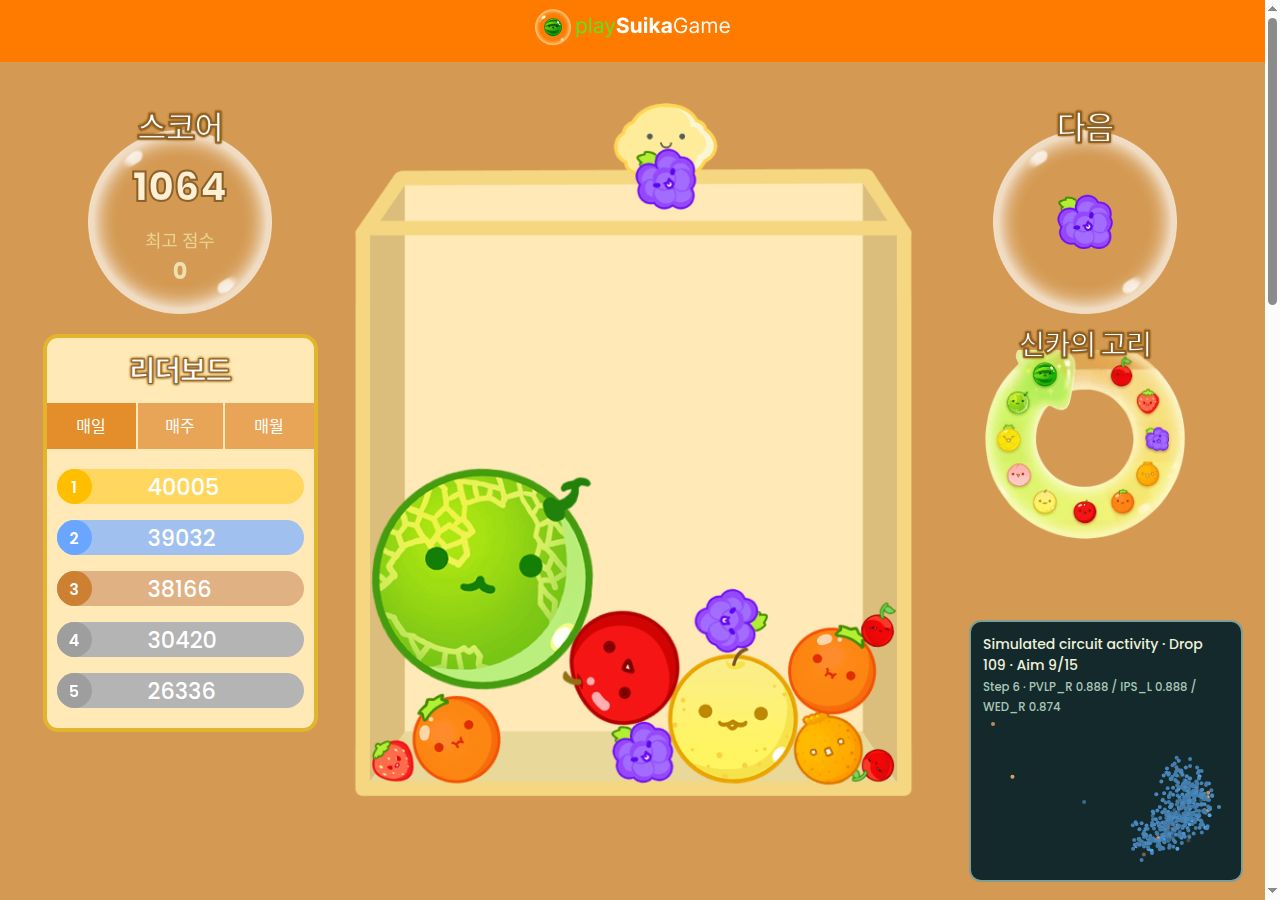 playSuikaGame
스코어
1064
최고 점수
0
다음
리더보드
매일 매주 매월
1 40005
2 39032
3 38166
4 30420
5 26336
신카의 고리
Simulated circuit activity · Drop
109 · Aim 9/15
Step 6 · PVLP_R 0.888 / IPS_L 0.888 /
WED_R 0.874